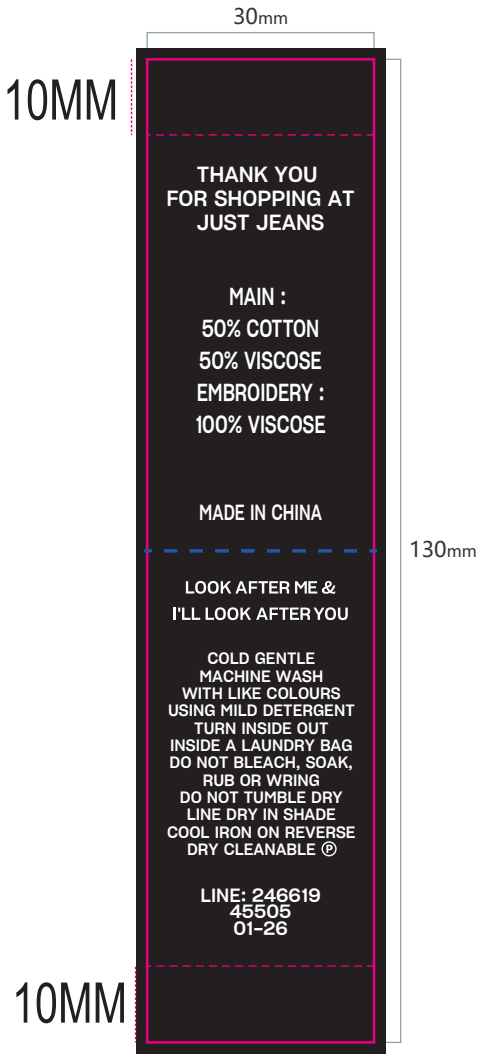 30mm
10MM
THANK YOU
FOR SHOPPING AT
JUST JEANS
MAIN :
50% COTTON
50% VISCOSE
EMBROIDERY :
100% VISCOSE
MADE IN CHINA
130mm
LOOK AFTER ME &
I'LL LOOK AFTER YOU
COLD GENTLE
MACHINE WASH
WITH LIKE COLOURS
USING MILD DETERGENT
TURN INSIDE OUT
INSIDE A LAUNDRY BAG
DO NOT BLEACH, SOAK,
RUB OR WRING
DO NOT TUMBLE DRY
LINE DRY IN SHADE
COOL IRON ON REVERSE
DRY CLEANABLE Ⓟ
LINE: 246619
45505
01-26
10MM